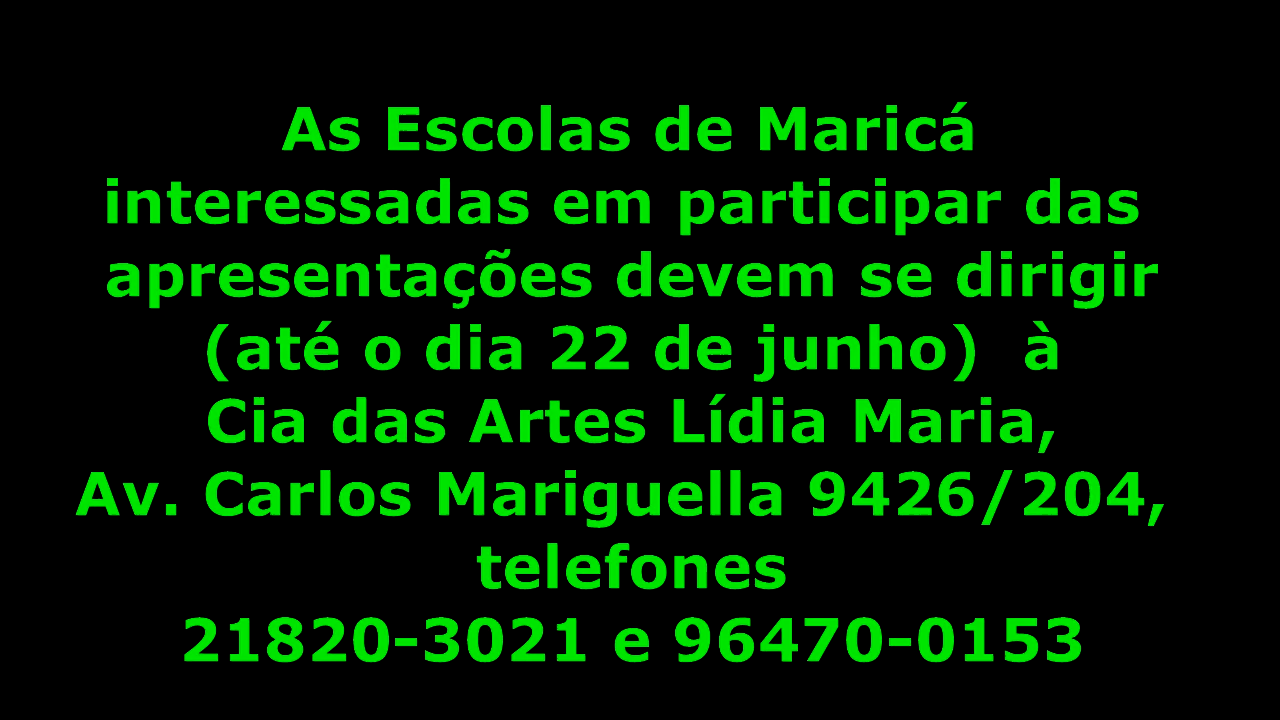 As Escolas de Maricá
interessadas em participar das
apresentações devem se dirigir
(até o dia 22 de junho) à
Cia das Artes Lídia Maria,
Av. Carlos Mariguella 9426/204,
telefones
21820-3021 e 96470-0153